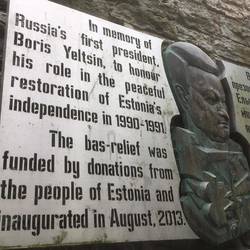 In memory of
Russia's first president,
Boris Yeltsin, to honour
his role in the peaceful
restoration of Estonia's
independence in 1990-1991.
The bas-relief was
funded by donations from
the people of Estonia and
inaugurated in August, 2013.